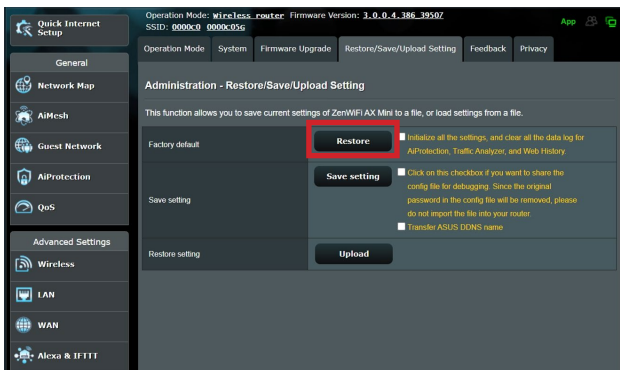 Quick Internet
Setup
Operation Mode: Wireless router Firmware Version: 3.0.0.4.386_39507
SSID: 0000C0 0000C05G
App
Operation Mode System Firmware Upgrade Restore/Save/Upload Setting Feedback Privacy
General
Network Map
AiMesh
Guest Network
AiProtection
QoS
Advanced Settings
Wireless
LAN
WAN
Alexa & IFTTT
Administration - Restore/Save/Upload Setting
This function allows you to save current settings of ZenWiFi AX Mini to a file, or load settings from a file.
Factory default
Restore
Initialize all the settings, and clear all the data log for
AiProtection, Traffic Analyzer, and Web History.
Save setting
Save setting
Click on this checkbox if you want to share the
config file for debugging. Since the original
password in the config file will be removed, please
do not import the file into your router.
Transfer ASUS DDNS name
Restore setting
Upload